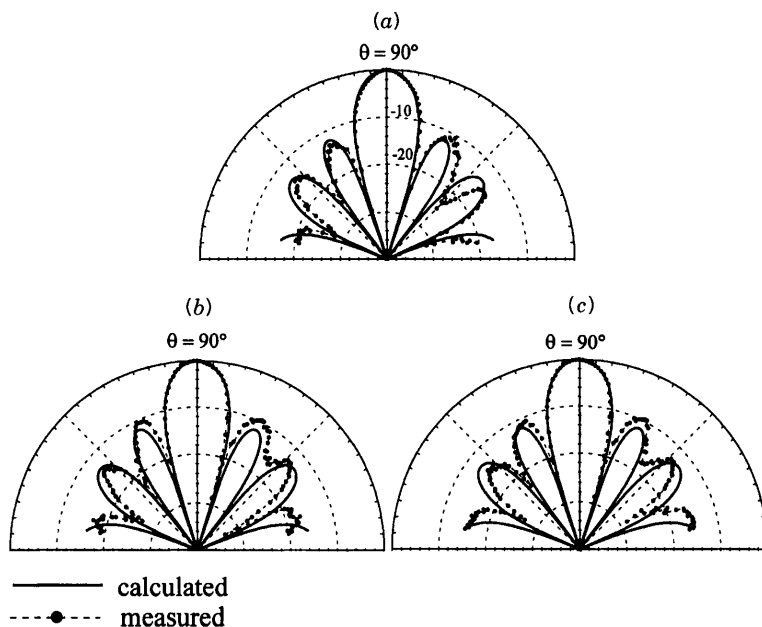 (a)
θ = 90°
-10
-20
(b)
θ = 90°
(c)
θ = 90°
calculated
measured